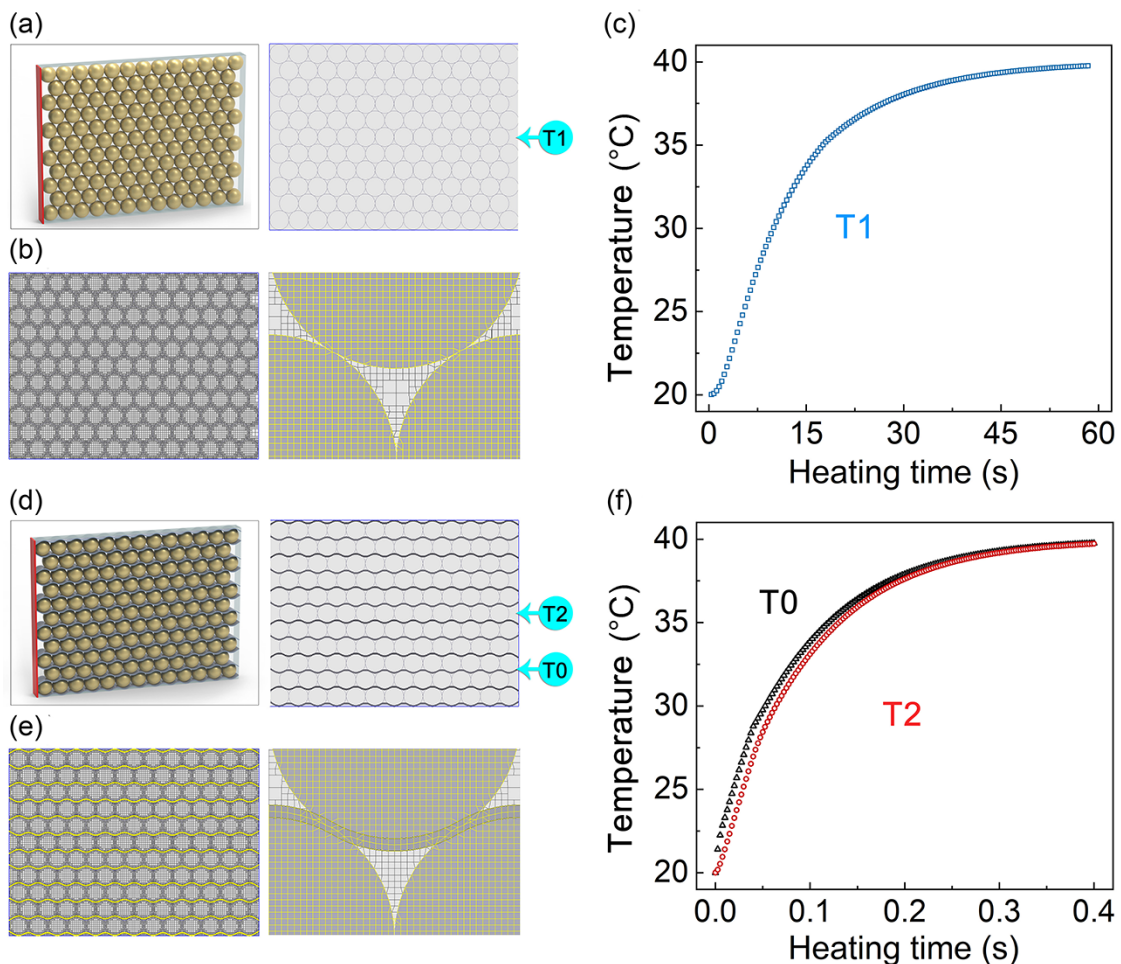 (a)
T1
(b)
(c)
40
35
30
25
20
Temperature (°C)
T1
0 15 30 45 60
Heating time (s)
(d)
T2
T0
(e)
(f)
40
35
30
25
20
Temperature (°C)
T0
T2
0.0 0.1 0.2 0.3 0.4
Heating time (s)